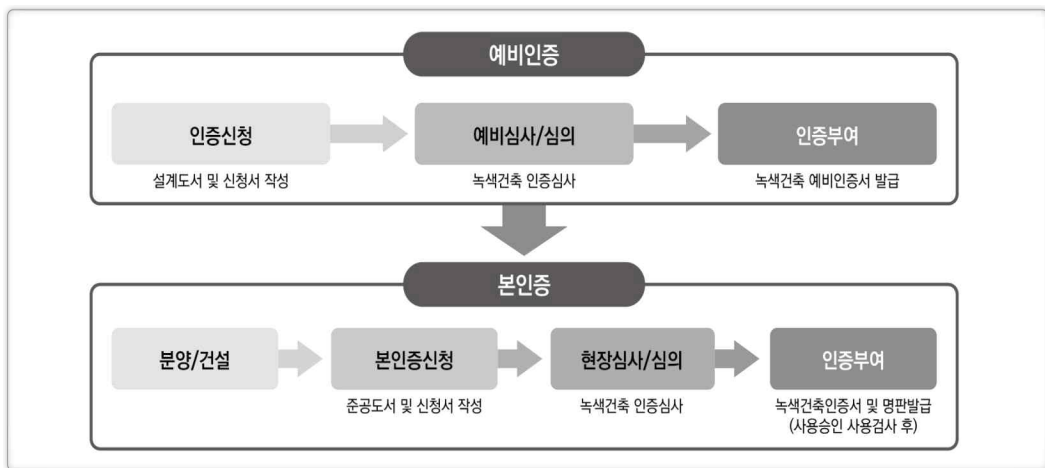 예비인증
인증신청
예비심사/심의
인증부여
설계도서 및 신청서 작성
녹색건축 인증심사
녹색건축 예비인증서 발급
본인증
분양/건설
본인증신청
현장심사/심의
인증부여
준공도서 및 신청서 작성
녹색건축 인증심사
녹색건축인증서 및 명판발급
(사용승인 사용검사 후)